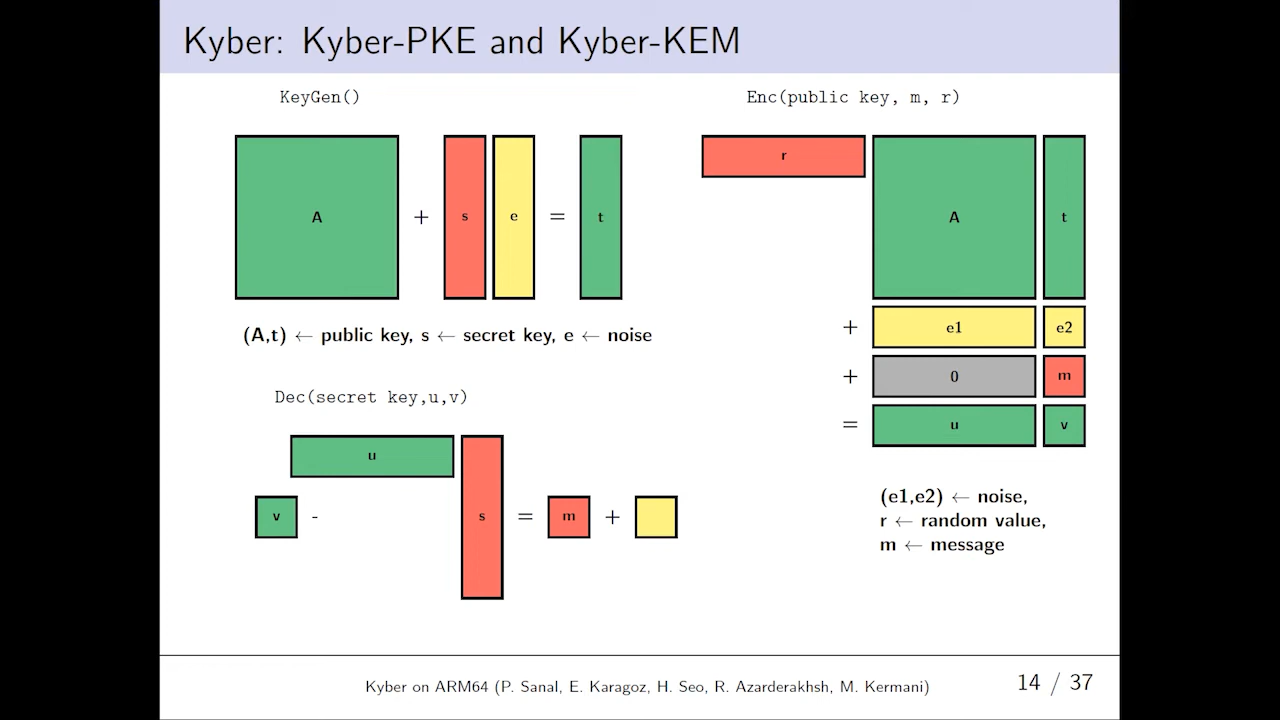 Kyber: Kyber-PKE and Kyber-KEM
KeyGen()
A + s e = t
(A,t) ← public key, s ← secret key, e ← noise
Dec(secret key,u,v)
u
v - s = m +
Enc(public key, m, r)
r
A t
+ e1 e2
+ 0 m
= u v
(e1,e2) ← noise,
r ← random value,
m ← message
Kyber on ARM64 (P. Sanal, E. Karagoz, H. Seo, R. Azarderakhsh, M. Kermani)
14 / 37